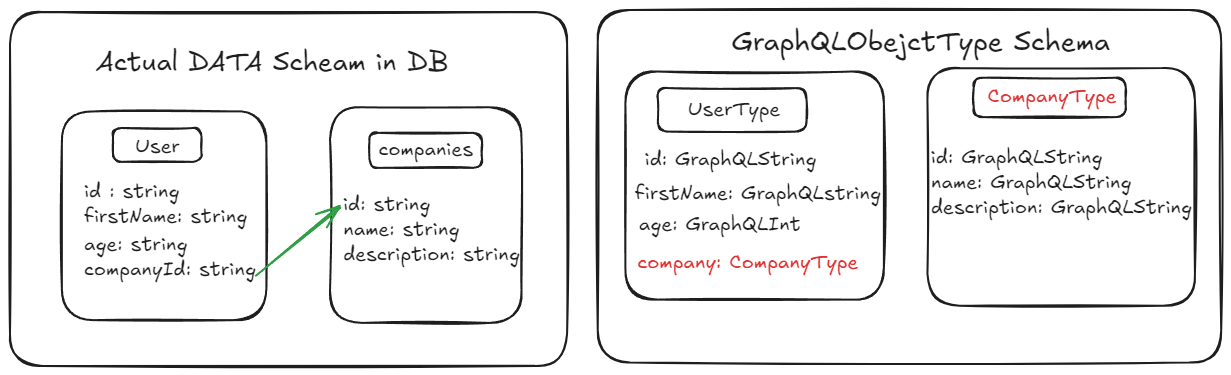 Actual DATA Scheam in DB
User
id : string
firstName: string
age: string
companyId: string
companies
id: string
name: string
description: string
GraphQLObejctType Schema
UserType
id: GraphQLString
firstName: GraphQLstring
age: GraphQLInt
company: CompanyType
CompanyType
id: GraphQLString
name: GraphQLString
description: GraphQLString